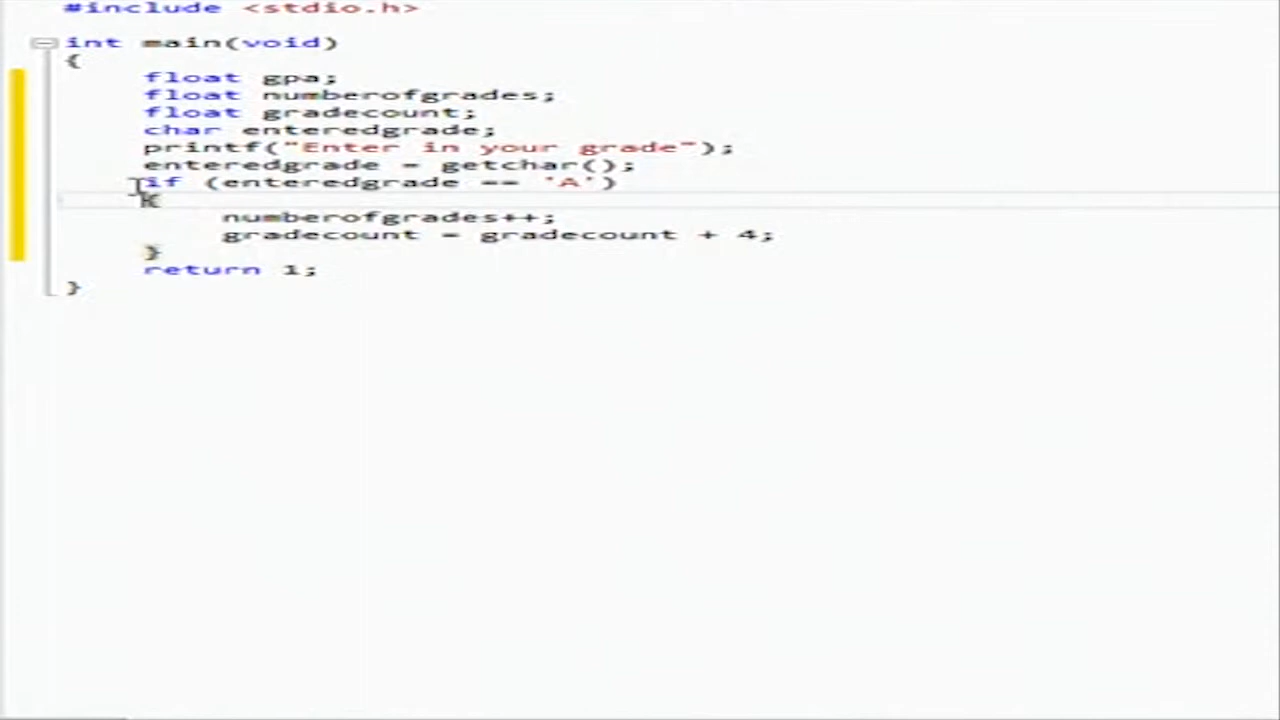 #include <stdio.h>
int main(void)
{
float gpa;
float numberofgrades;
float gradecount;
char enteredgrade;
printf("Enter in your grade");
enteredgrade = getchar();
if (enteredgrade == 'A')
{
numberofgrades++;
gradecount = gradecount + 4;
}
return 1;
}